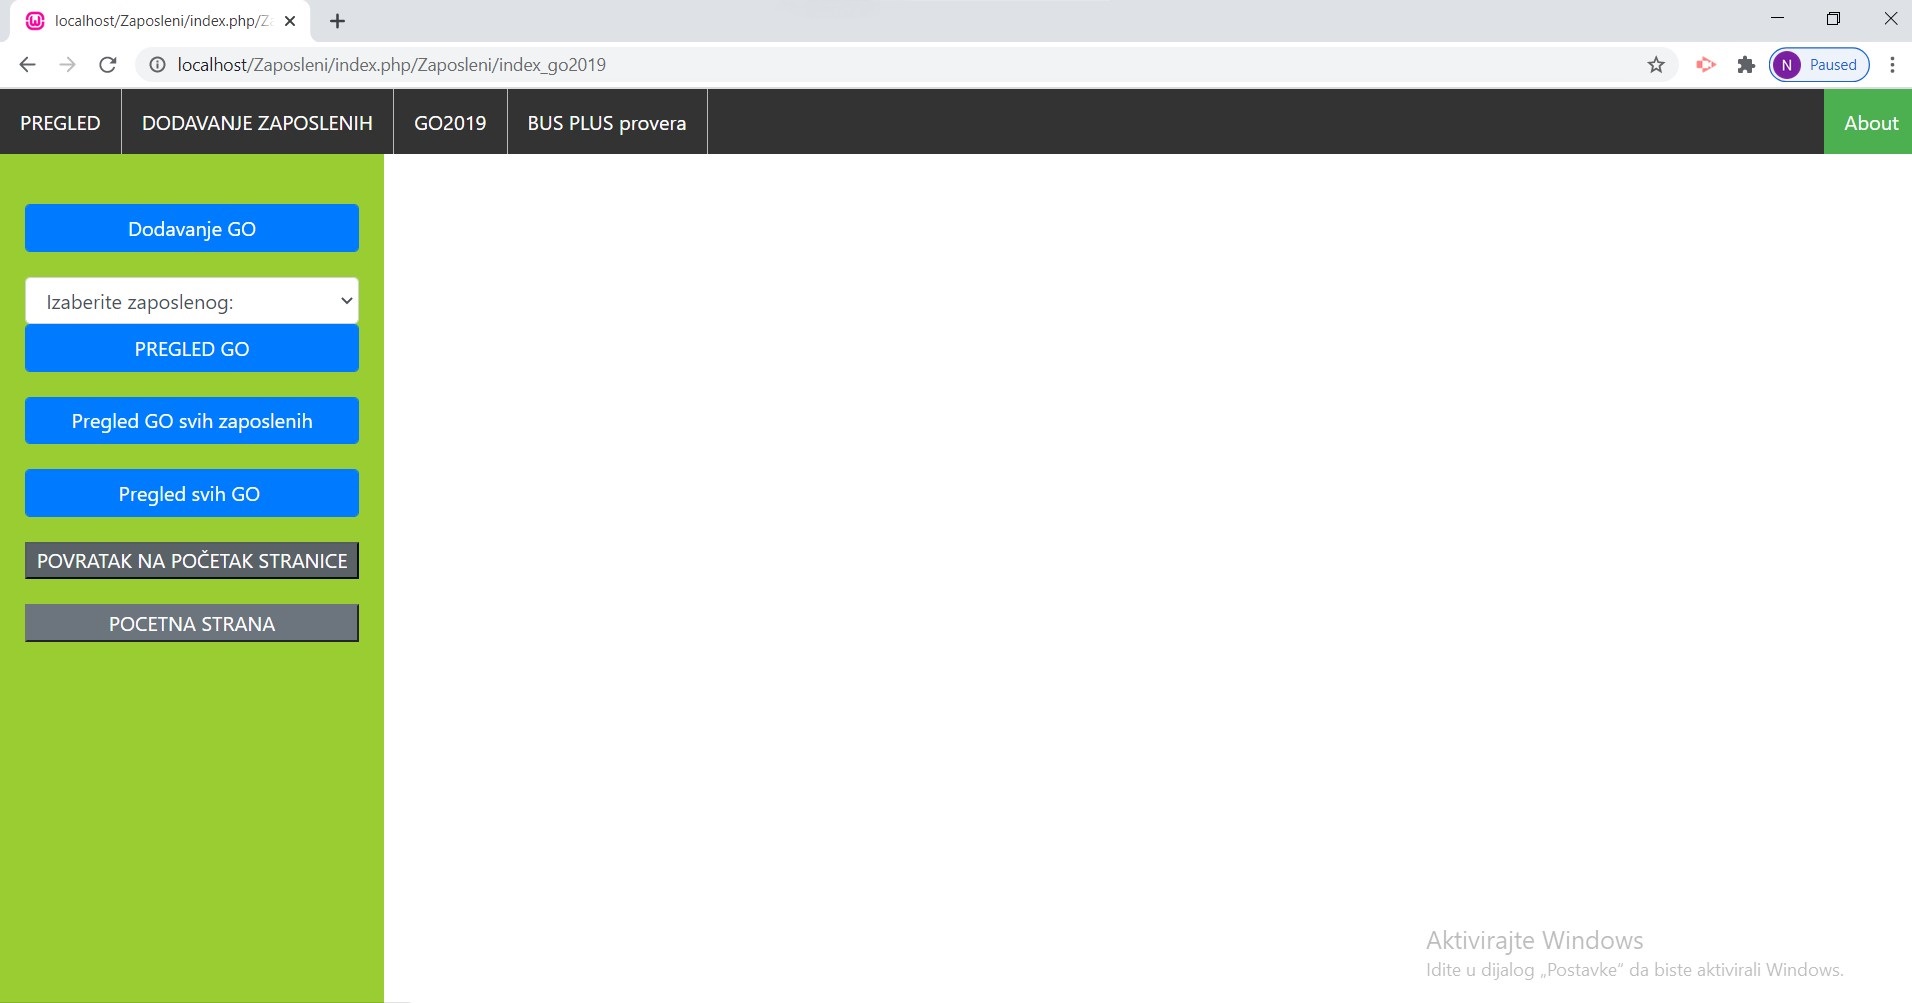 localhost/Zaposleni/index.php/Za
localhost/Zaposleni/index.php/Zaposleni/index_go2019
N Paused
PREGLED
DODAVANJE ZAPOSLENIH
GO2019
BUS PLUS provera
About
Dodavanje GO
Izaberite zaposlenog:
PREGLED GO
Pregled GO svih zaposlenih
Pregled svih GO
POVRATAK NA POČETAK STRANICE
POCETNA STRANA
Aktivirajte Windows
Idite u dijalog „Postavke“ da biste aktivirali Windows.